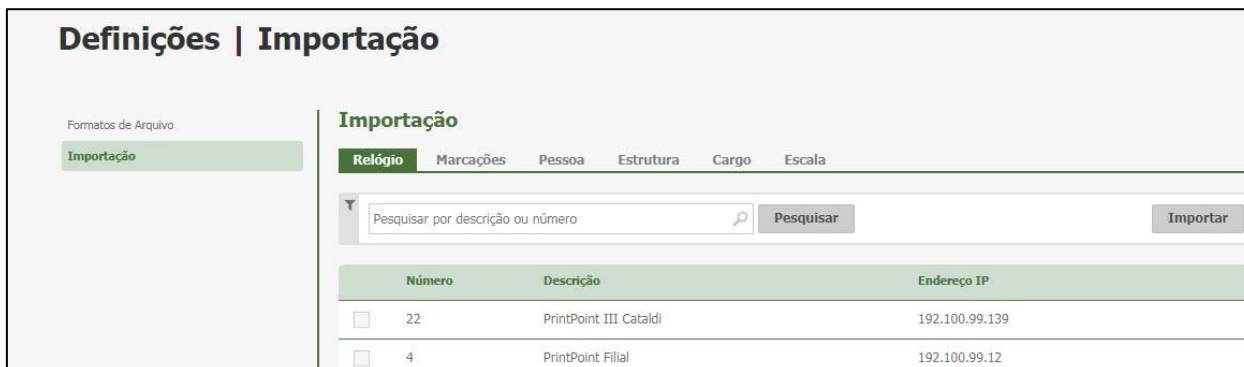 Definições | Importação
Formatos de Arquivo
Importação
Importação
Relógio Marcações Pessoa Estrutura Cargo Escala
Pesquisar por descrição ou número Pesquisar Importar
Número Descrição Endereço IP
22 PrintPoint III Cataldi 192.100.99.139
4 PrintPoint Filial 192.100.99.12